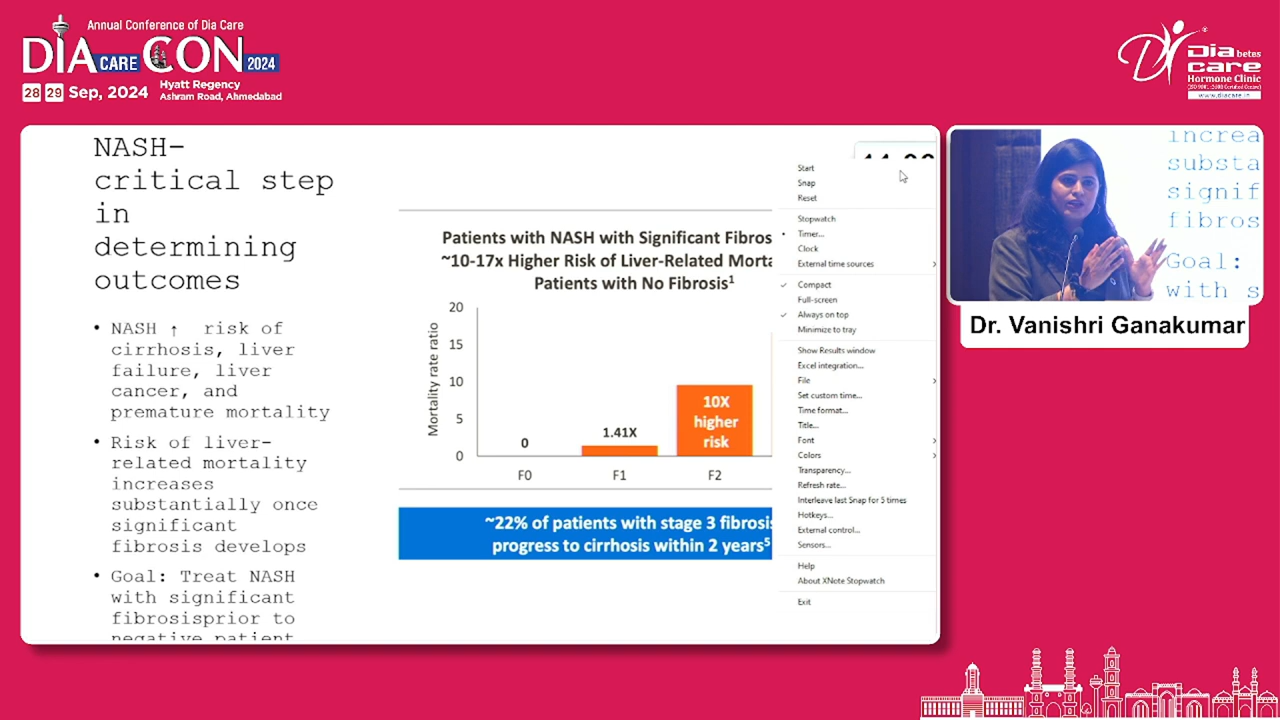 Annual Conference of Dia Care
DIA CARE CON 2024
28 29 Sep, 2024
Hyatt Regency
Ashram Road, Ahmedabad
Diabetes
care
Hormone Clinic
www.diacare.in
NASH-
critical step
in
determining
outcomes
• NASH ↑ risk of
cirrhosis, liver
failure, liver
cancer, and
premature mortality
• Risk of liver-
related mortality
increases
substantially once
significant
fibrosis develops
• Goal: Treat NASH
with significant
fibrosisprior to
negative patient
Patients with NASH with Significant Fibros
~10-17x Higher Risk of Liver-Related Morta
Patients with No Fibrosis1
Mortality rate ratio
20
15
10
5
0
0
1.41X
10X
higher
risk
F0
F1
F2
~22% of patients with stage 3 fibrosis
progress to cirrhosis within 2 years5
Start
Snap
Reset
Stopwatch
Timer...
Clock
External time sources
Compact
Full-screen
Always on top
Minimize to tray
Show Results window
Excel integration...
File
Set custom time...
Time format...
Title...
Font
Colors
Transparency...
Refresh rate...
Interleave last Snap for 5 times
Hotkeys...
External control...
Sensors...
Help
About XNote Stopwatch
Exit
increa
substa
signif
fibros
Goal:
with s
Dr. Vanishri Ganakumar